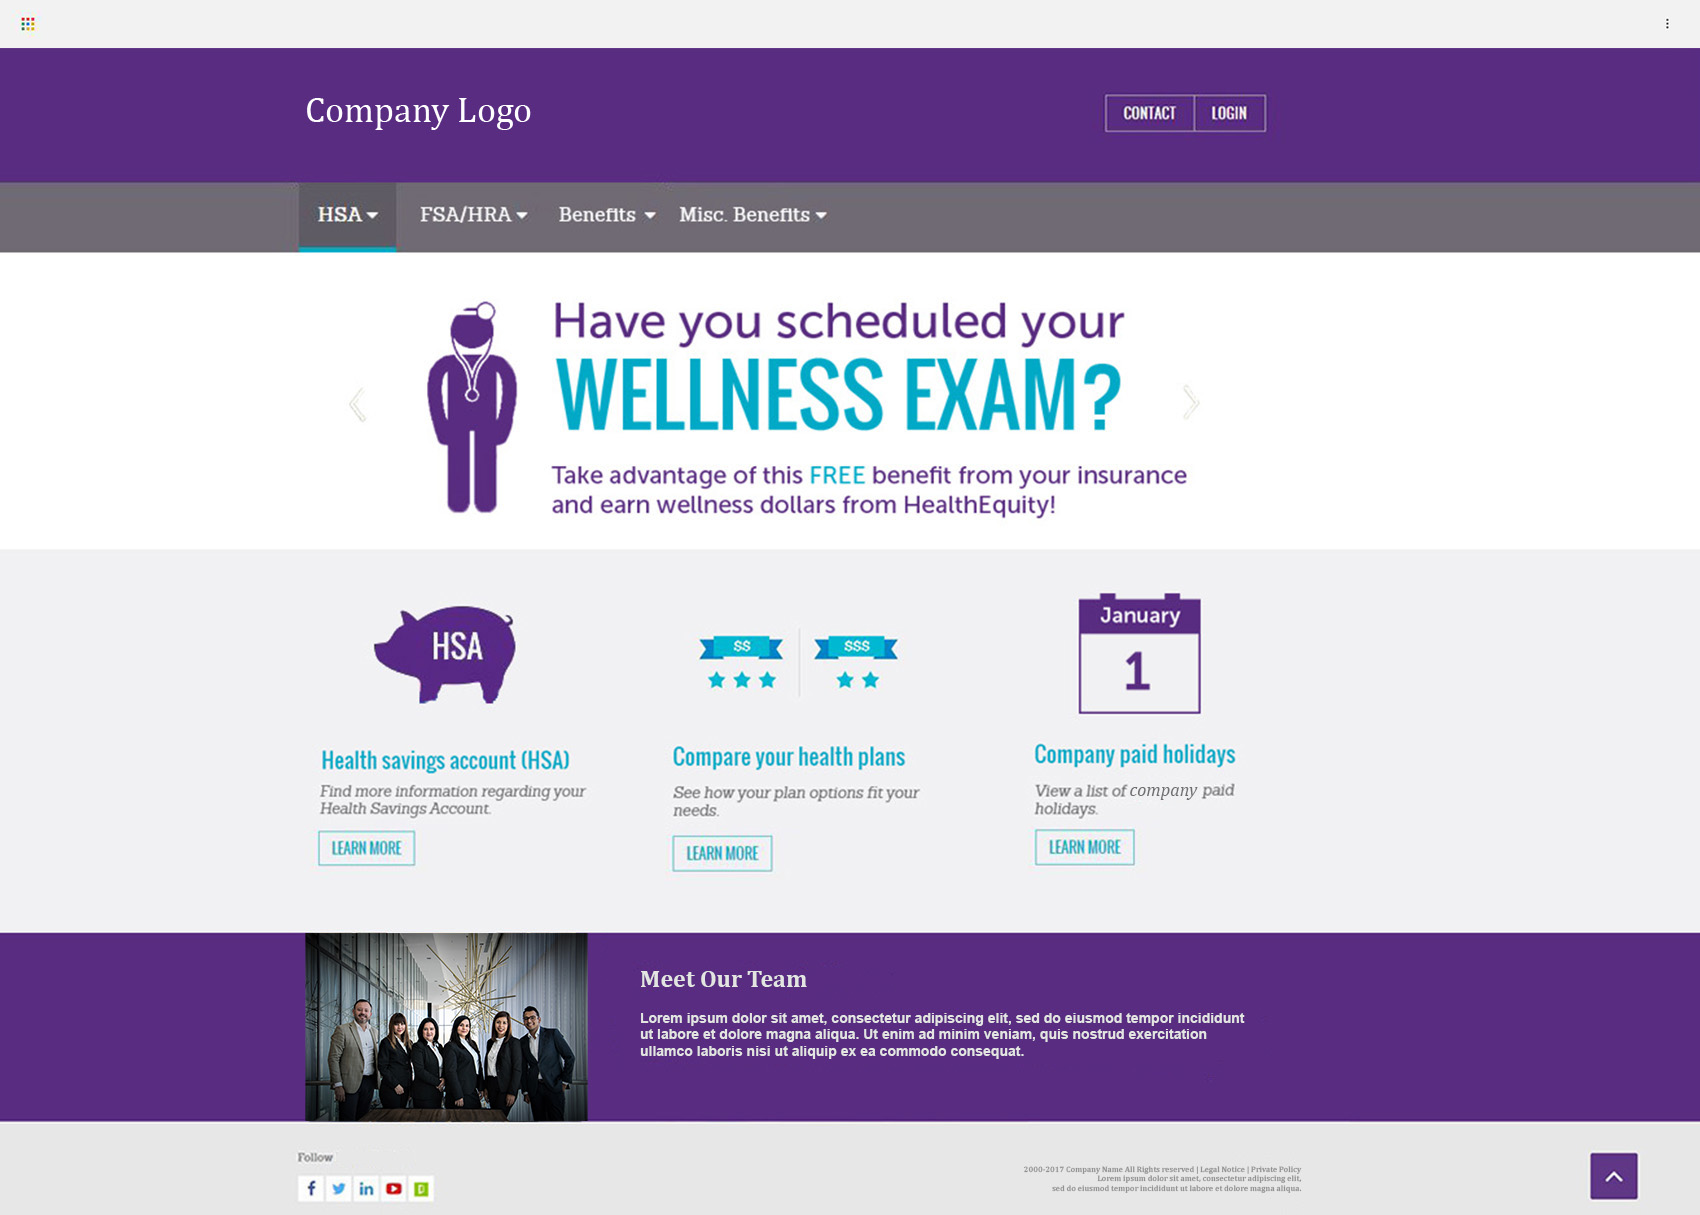 Company Logo
CONTACT
LOGIN
HSA
FSA/HRA
Benefits
Misc. Benefits
Have you scheduled your
WELLNESS EXAM?
Take advantage of this FREE benefit from your insurance
and earn wellness dollars from HealthEquity!
HSA
$$
$$$
January
1
Health savings account (HSA)
Find more information regarding your
Health Savings Account.
LEARN MORE
Compare your health plans
See how your plan options fit your
needs.
LEARN MORE
Company paid holidays
View a list of company paid
holidays.
LEARN MORE
Meet Our Team
Lorem ipsum dolor sit amet, consectetur adipiscing elit, sed do eiusmod tempor incididunt
ut labore et dolore magna aliqua. Ut enim ad minim veniam, quis nostrud exercitation
ullamco laboris nisi ut aliquip ex ea commodo consequat.
Follow
2000-2017 Company Name All Rights reserved | Legal Notice | Private Policy
Lorem ipsum dolor sit amet, consectetur adipiscing elit,
sed do eiusmod tempor incididunt ut labore et dolore magna aliqua.